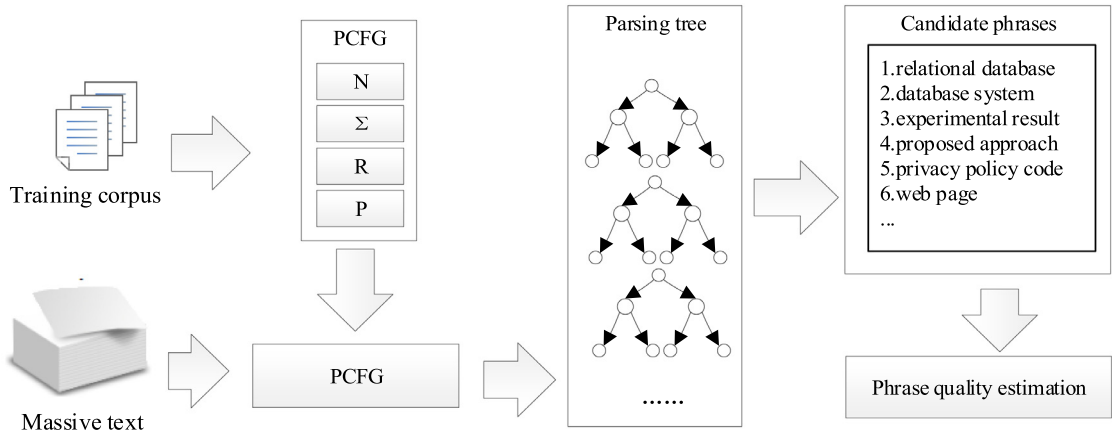 PCFG
N
Σ
R
P
Training corpus
Massive text
PCFG
Parsing tree
......
Candidate phrases
1.relational database
2.database system
3.experimental result
4.proposed approach
5.privacy policy code
6.web page
...
Phrase quality estimation